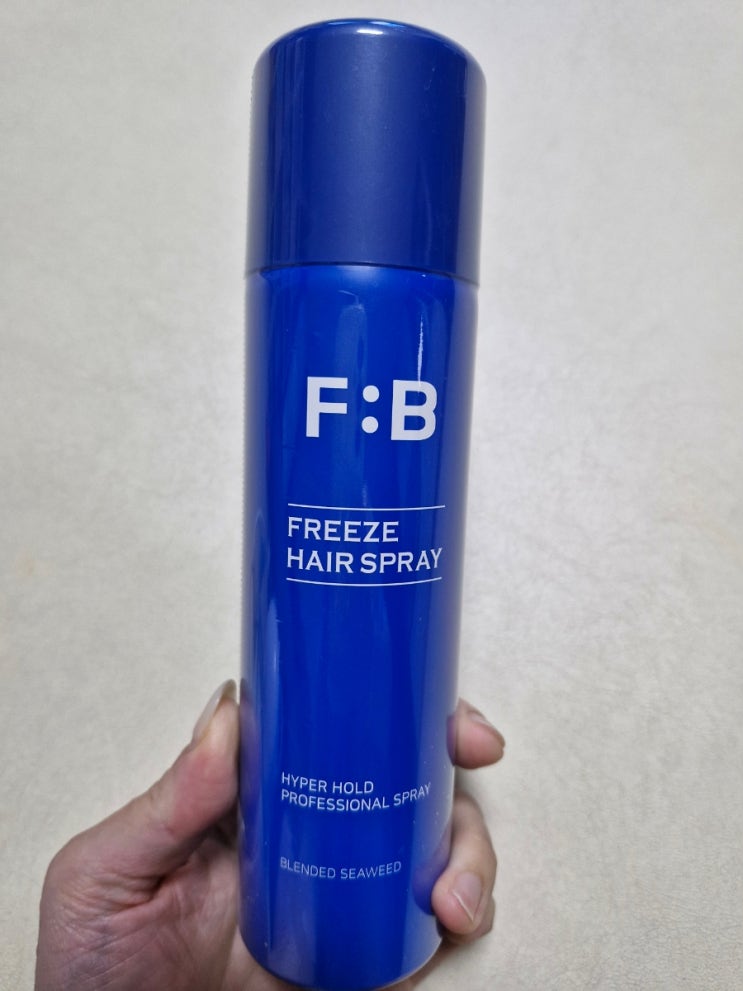 F:B
FREEZE
HAIR SPRAY
HYPER HOLD
PROFESSIONAL SPRAY
BLENDED SEAWEED